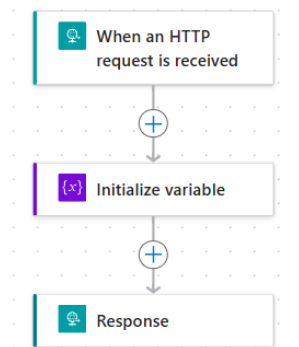 When an HTTP
request is received
{x} Initialize variable
Response